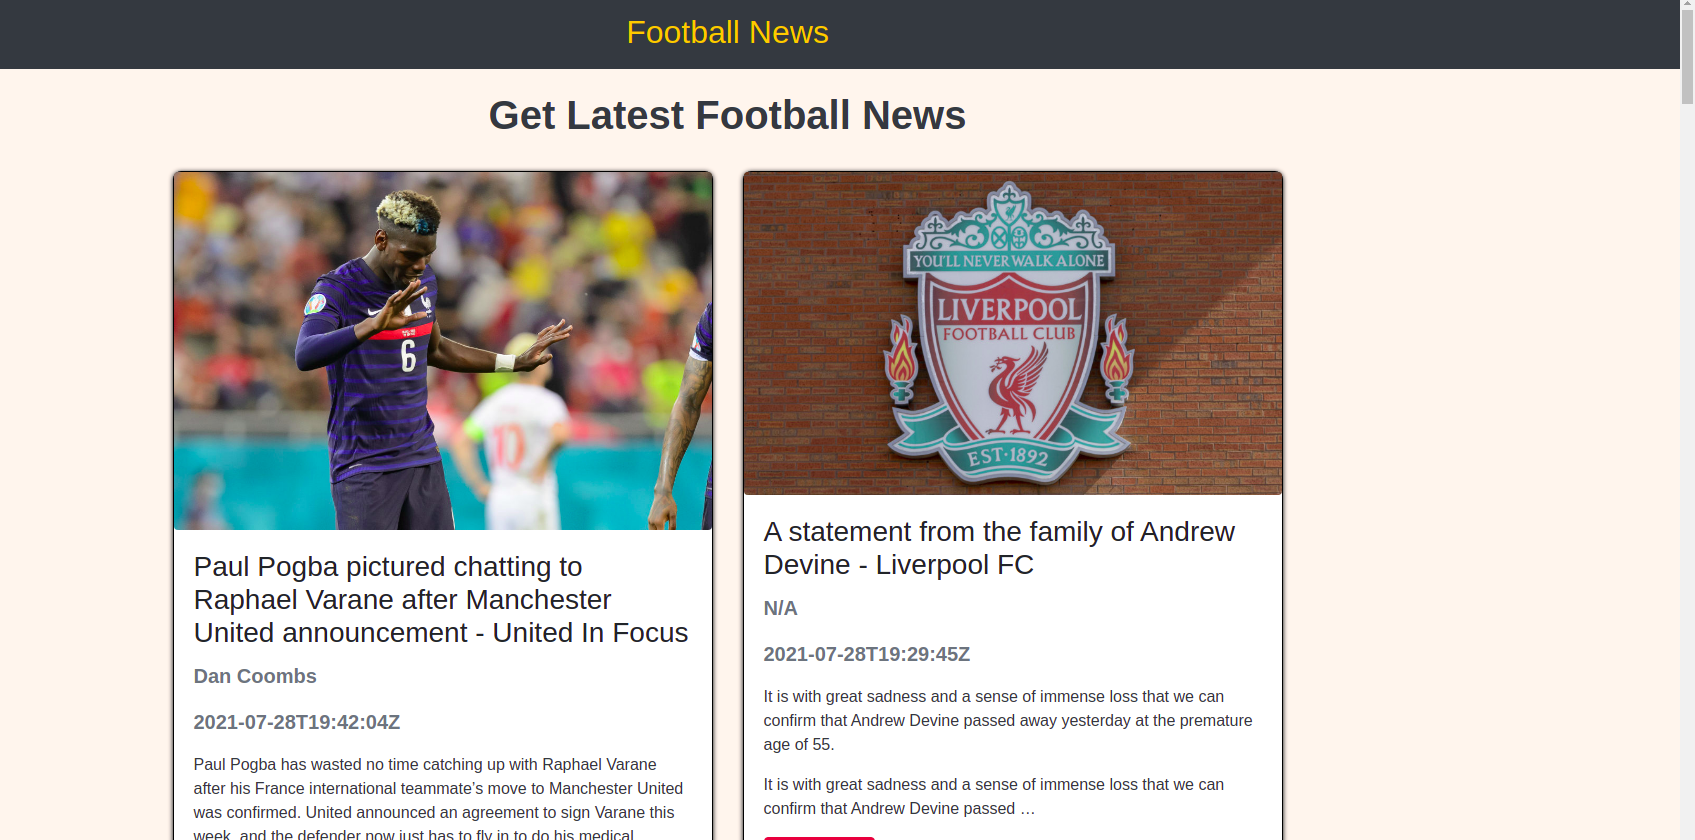 Football News
Get Latest Football News
6
10
Paul Pogba pictured chatting to
Raphael Varane after Manchester
United announcement - United In Focus
Dan Coombs
2021-07-28T19:42:04Z
Paul Pogba has wasted no time catching up with Raphael Varane
after his France international teammate's move to Manchester United
was confirmed. United announced an agreement to sign Varane this
week, and the defender now just has to fly in to do his medical
YOU'LL NEVER WALK ALONE
LIVERPOOL
FOOTBALL CLUB
EST·1892
A statement from the family of Andrew
Devine - Liverpool FC
N/A
2021-07-28T19:29:45Z
It is with great sadness and a sense of immense loss that we can
confirm that Andrew Devine passed away yesterday at the premature
age of 55.
It is with great sadness and a sense of immense loss that we can
confirm that Andrew Devine passed …